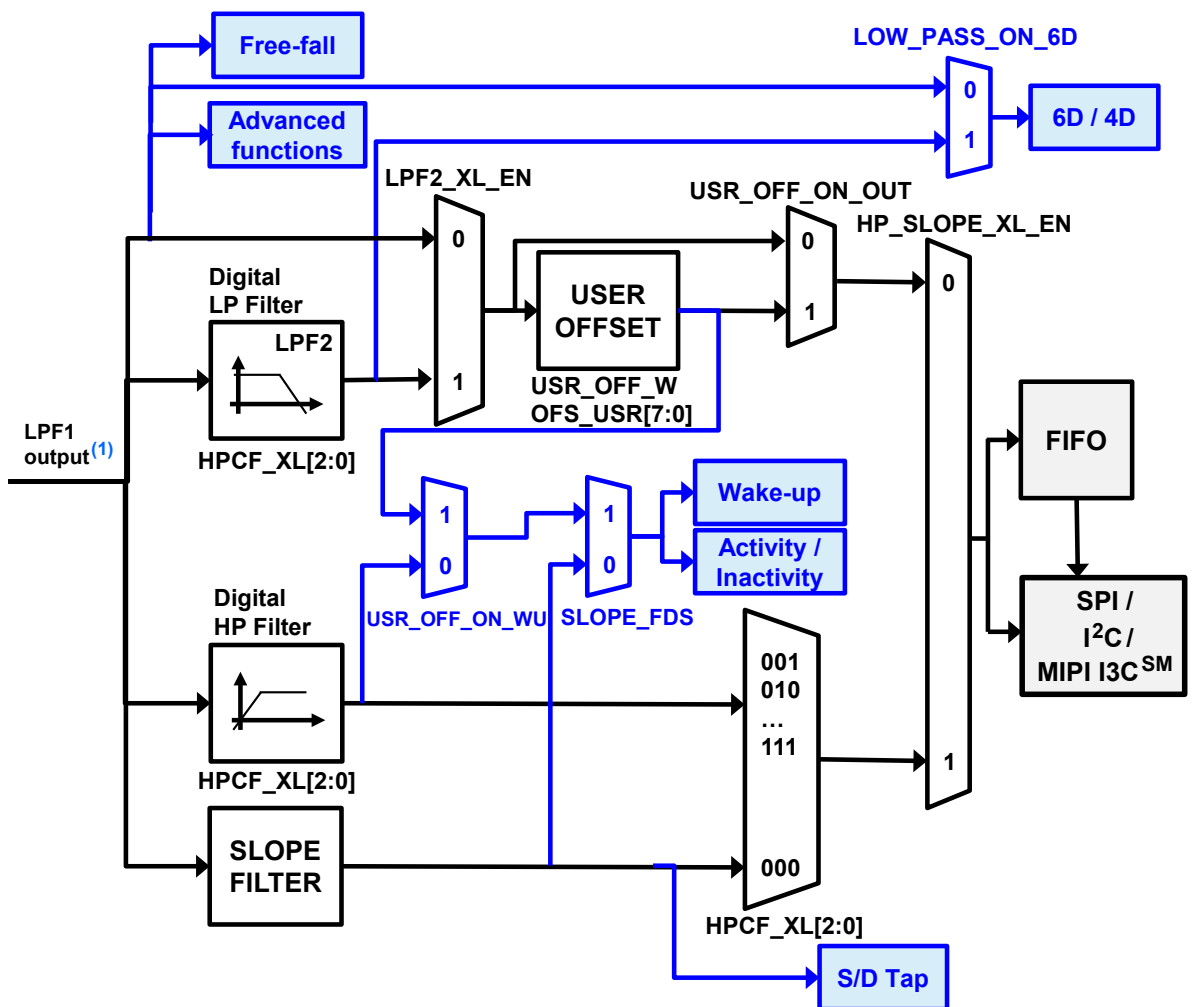 Free-fall
LOW_PASS_ON_6D
0
1
6D / 4D
Advanced
functions
LPF2_XL_EN
0
1
USR_OFF_ON_OUT
0
1
HP_SLOPE_XL_EN
0
1
Digital
LP Filter
LPF2
HPCF_XL[2:0]
USER
OFFSET
USR_OFF_W
OFS_USR[7:0]
LPF1
output(1)
FIFO
Wake-up
Activity /
Inactivity
1
0
USR_OFF_ON_WU
1
0
SLOPE_FDS
SPI /
I²C /
MIPI I3C SM
Digital
HP Filter
HPCF_XL[2:0]
001
010
…
111
000
HPCF_XL[2:0]
SLOPE
FILTER
S/D Tap